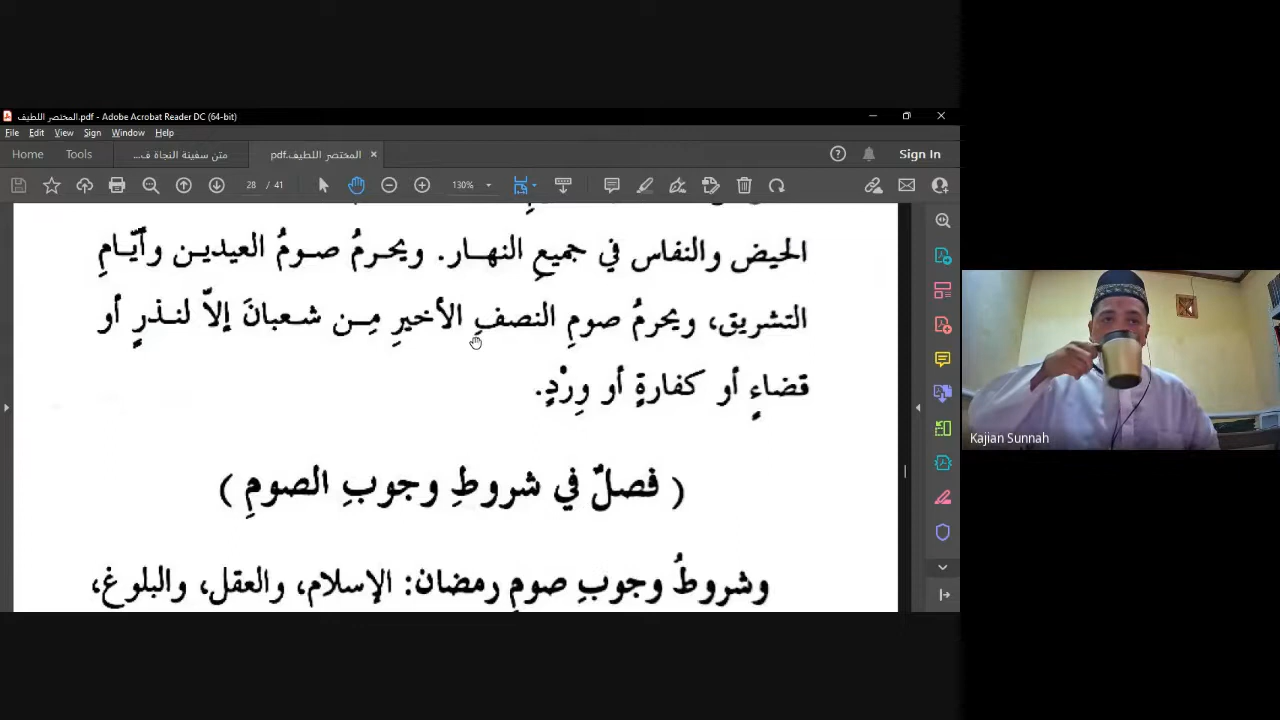 المختصر اللطيف.pdf - Adobe Acrobat Reader DC (64-bit)
File Edit View Sign Window Help
Home Tools متن سفينة النجاة ف... المختصر اللطيف.pdf Sign In
28 / 41 130%
الحيض والنفاس في جميعِ النهـار. ويحـرمُ صـومُ العيديـن وأيّـامِ
التشريق، ويحرمُ صومِ النصفِ الأخيرِ مِـن شـعبانَ إلاّ لنـذرٍ أو
قضاءٍ أو كفارةٍ أو وِرْدٍ.
( فصلٌ في شروطِ وجوبِ الصومِ )
وشروطُ وجوبِ صومِ رمضان: الإسلام، والعقل، والبلوغ،
Kajian Sunnah